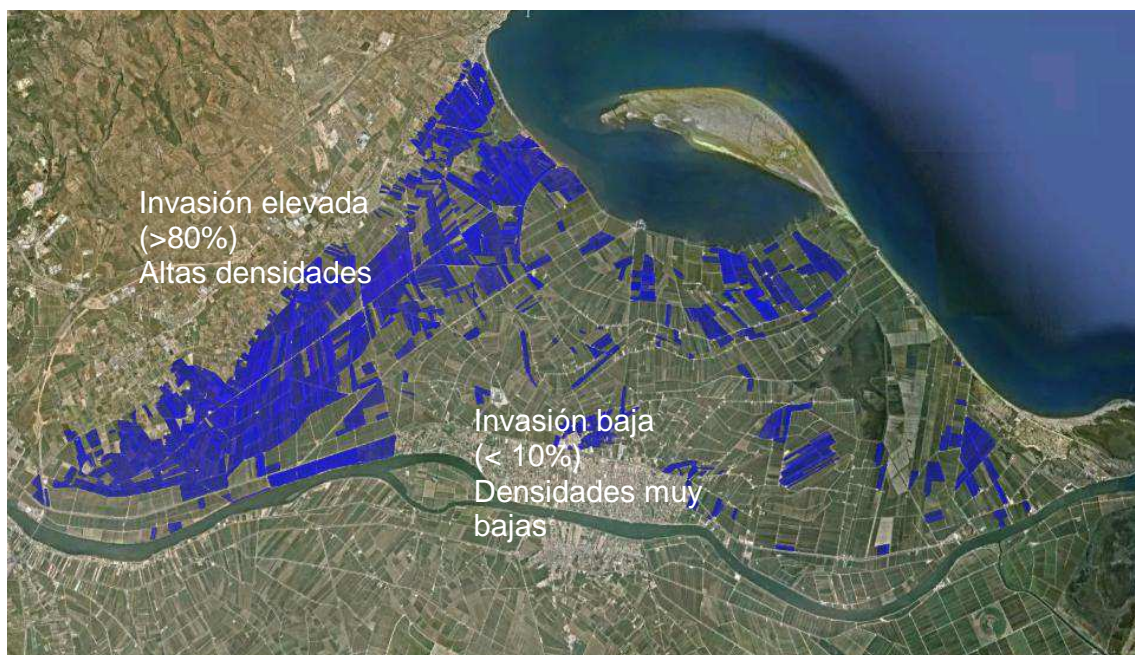 Invasión elevada
(>80%)
Altas densidades
Invasión baja
(< 10%)
Densidades muy
bajas